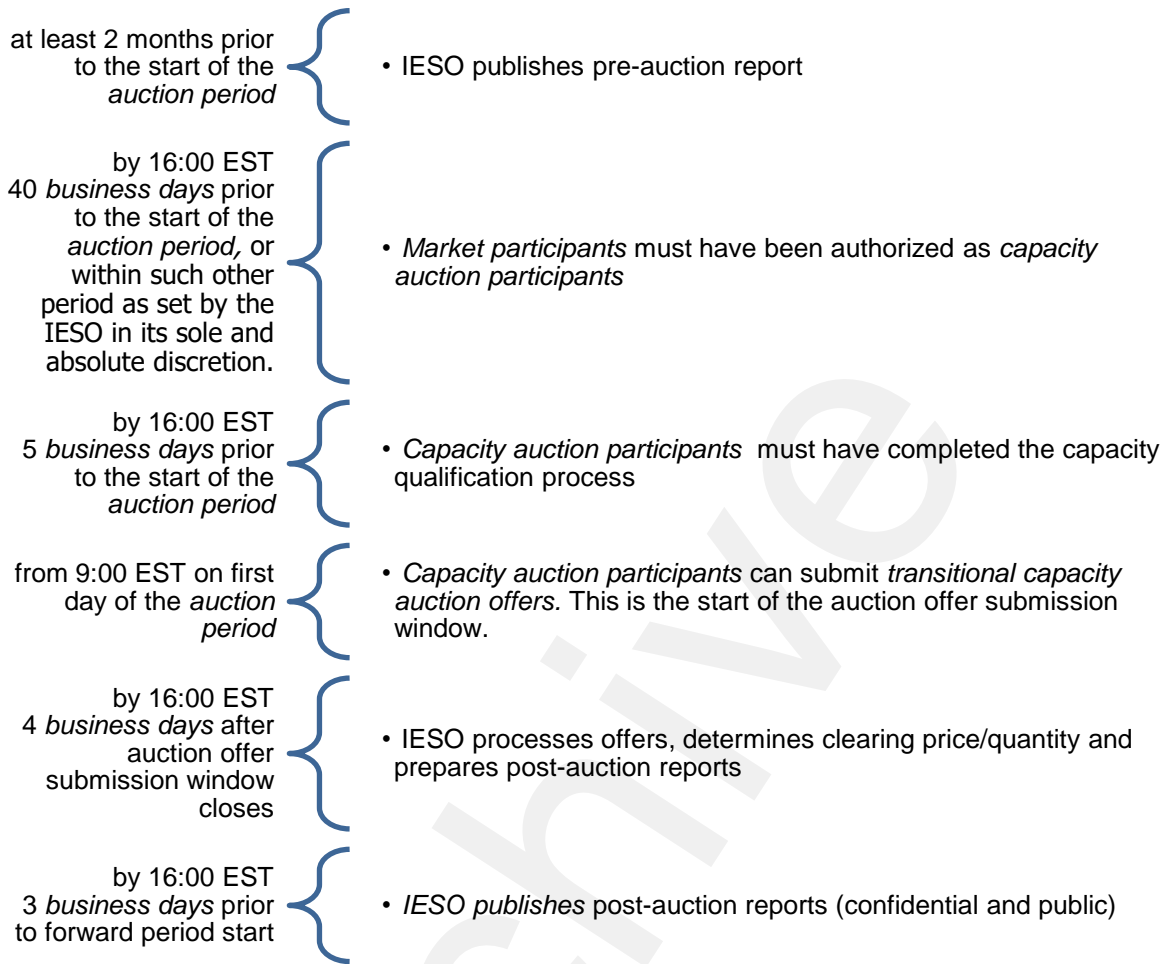 at least 2 months prior
to the start of the
auction period
• IESO publishes pre-auction report
by 16:00 EST
40 business days prior
to the start of the
auction period, or
within such other
period as set by the
IESO in its sole and
absolute discretion.
• Market participants must have been authorized as capacity
auction participants
by 16:00 EST
5 business days prior
to the start of the
auction period
• Capacity auction participants must have completed the capacity
qualification process
from 9:00 EST on first
day of the auction
period
• Capacity auction participants can submit transitional capacity
auction offers. This is the start of the auction offer submission
window.
by 16:00 EST
4 business days after
auction offer
submission window
closes
• IESO processes offers, determines clearing price/quantity and
prepares post-auction reports
by 16:00 EST
3 business days prior
to forward period start
• IESO publishes post-auction reports (confidential and public)
hive